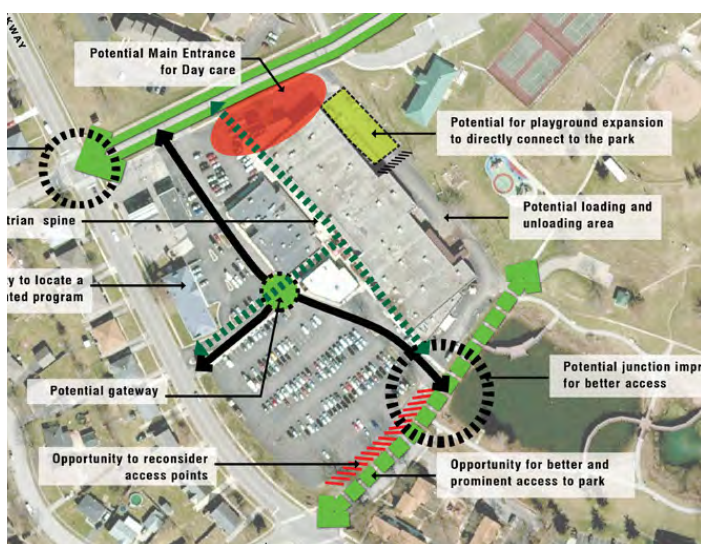 KWAY
Potential Main Entrance
for Day care
Potential for playground expansion
to directly connect to the park
Potential loading and
unloading area
trian spine
y to locate a
ted program
Potential gateway
Potential junction impr
for better access
Opportunity to reconsider
access points
Opportunity for better and
prominent access to park